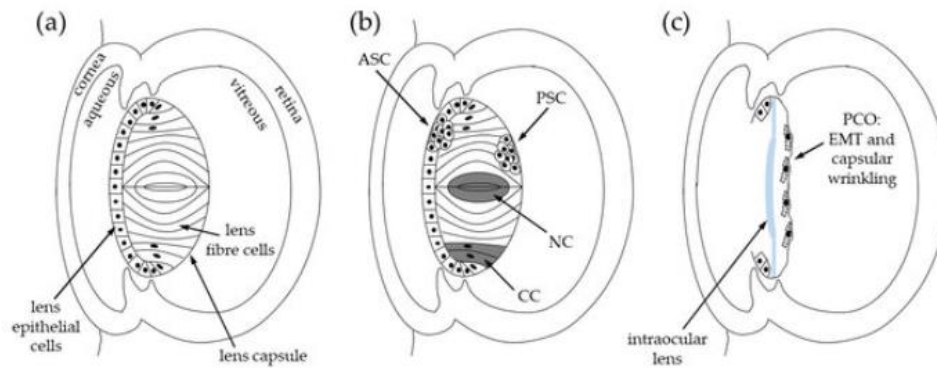 (a)
cornea
aqueous
vitreous
retina
lens
fibre cells
lens
epithelial
cells
lens capsule
(b)
ASC
PSC
NC
CC
(c)
PCO:
EMT and
capsular
wrinkling
intraocular
lens